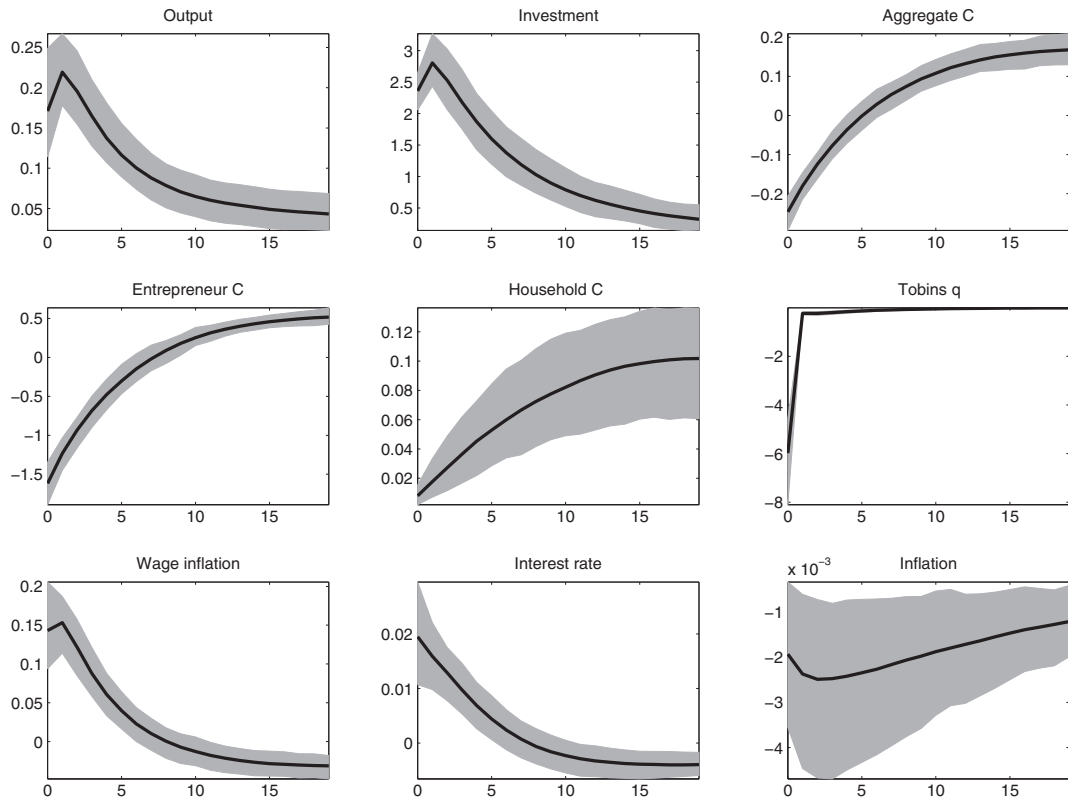 Output
0.25
0.2
0.15
0.1
0.05
0 5 10 15
Investment
3
2.5
2
1.5
1
0.5
0 5 10 15
Aggregate C
0.2
0.1
0
−0.1
−0.2
0 5 10 15
Entrepreneur C
0.5
0
−0.5
−1
−1.5
0 5 10 15
Household C
0.12
0.1
0.08
0.06
0.04
0.02
0 5 10 15
Tobins q
−2
−4
−6
−8
0 5 10 15
Wage inflation
0.2
0.15
0.1
0.05
0
0 5 10 15
Interest rate
0.02
0.01
0
0 5 10 15
x 10⁻³ Inflation
−1
−2
−3
−4
0 5 10 15